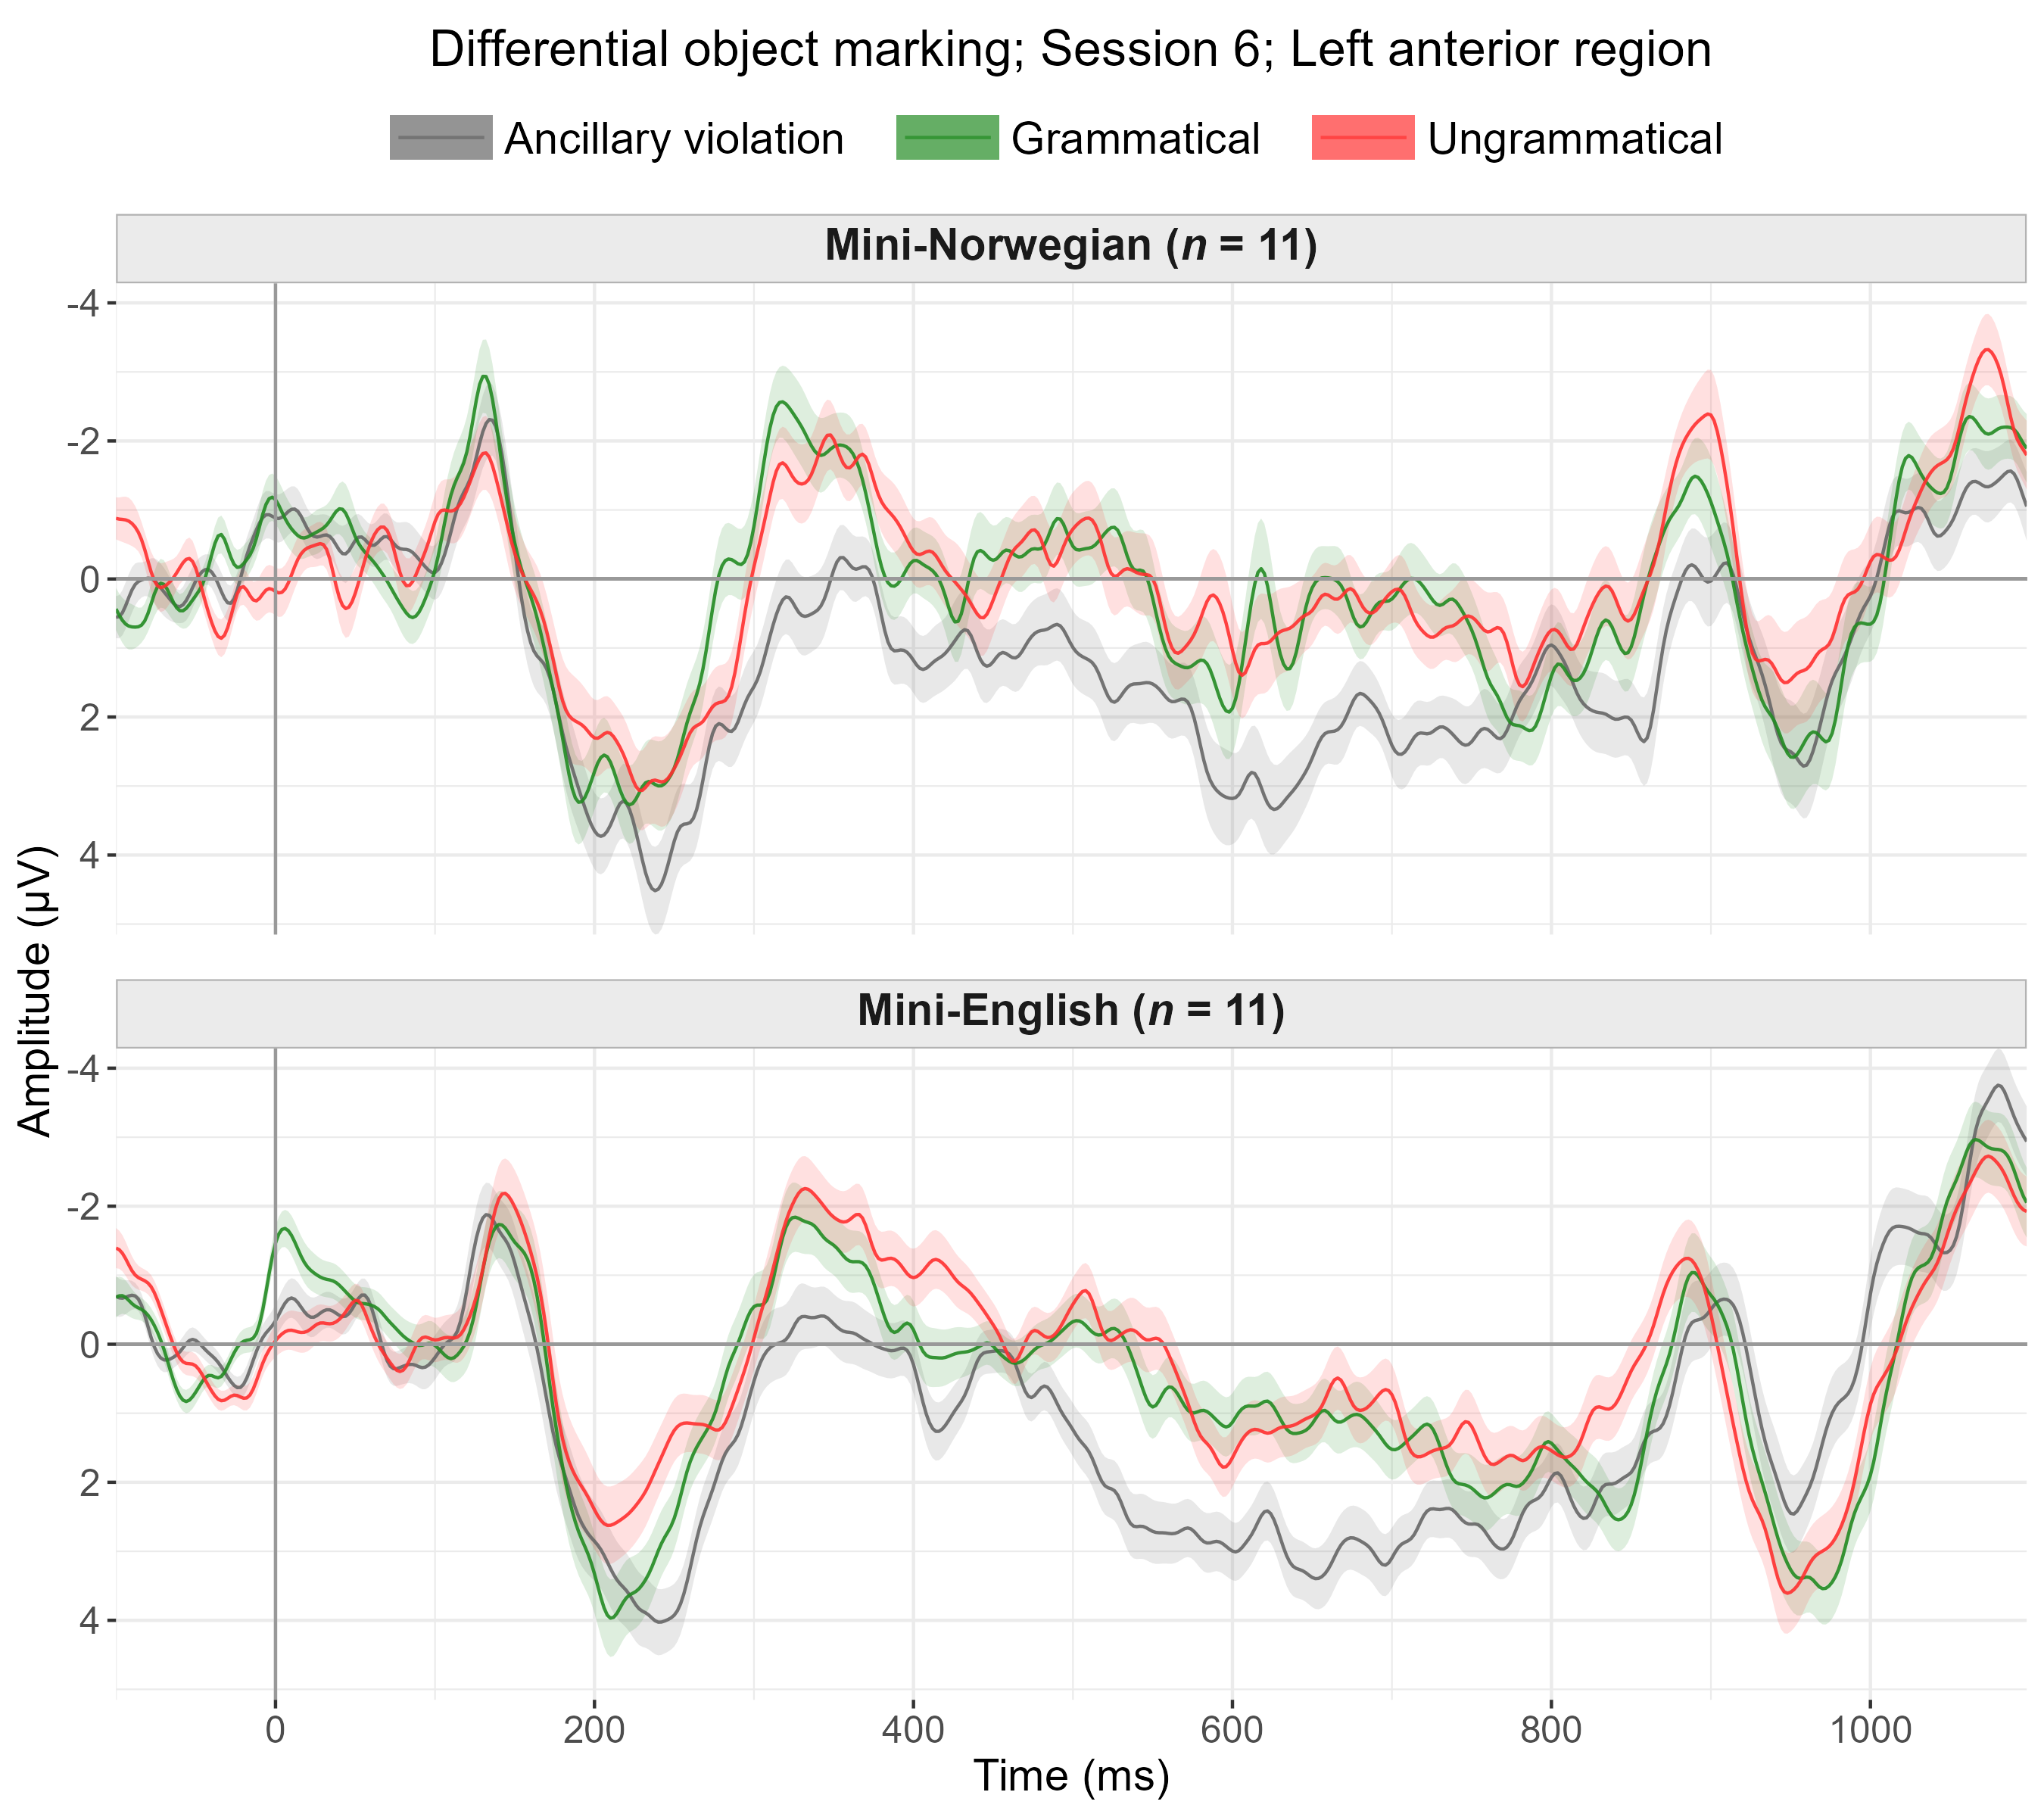 Differential object marking; Session 6; Left anterior region
Ancillary violation Grammatical Ungrammatical
Mini-Norwegian (n = 11)
-4
-2
0
2
4
Amplitude (µV)
Mini-English (n = 11)
-4
-2
0
2
4
0 200 400 600 800 1000
Time (ms)